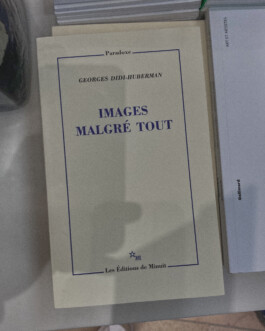 Paradoxe
GEORGES DIDI-HUBERMAN
IMAGES
MALGRÉ TOUT
Les Éditions de Minuit